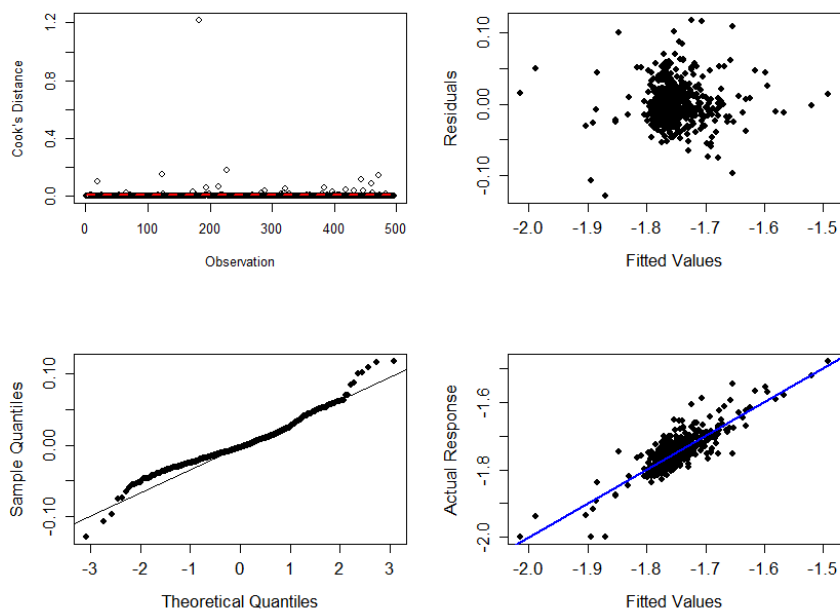 Cook's Distance
0.0 0.4 0.8 1.2
0 100 200 300 400 500
Observation
Residuals
-0.10 0.00 0.10
-2.0 -1.9 -1.8 -1.7 -1.6 -1.5
Fitted Values
Sample Quantiles
-0.10 0.00 0.10
-3 -2 -1 0 1 2 3
Theoretical Quantiles
Actual Response
-2.0 -1.8 -1.6
-2.0 -1.9 -1.8 -1.7 -1.6 -1.5
Fitted Values